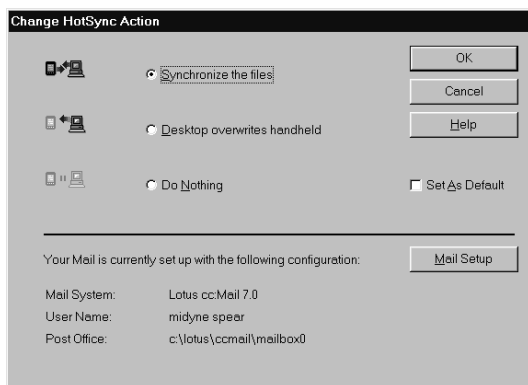 Change HotSync Action
Synchronize the files
OK
Cancel
Desktop overwrites handheld
Help
Do Nothing
Set As Default
Your Mail is currently set up with the following configuration:
Mail Setup
Mail System: Lotus cc:Mail 7.0
User Name: midyne spear
Post Office: c:\lotus\ccmail\mailbox0